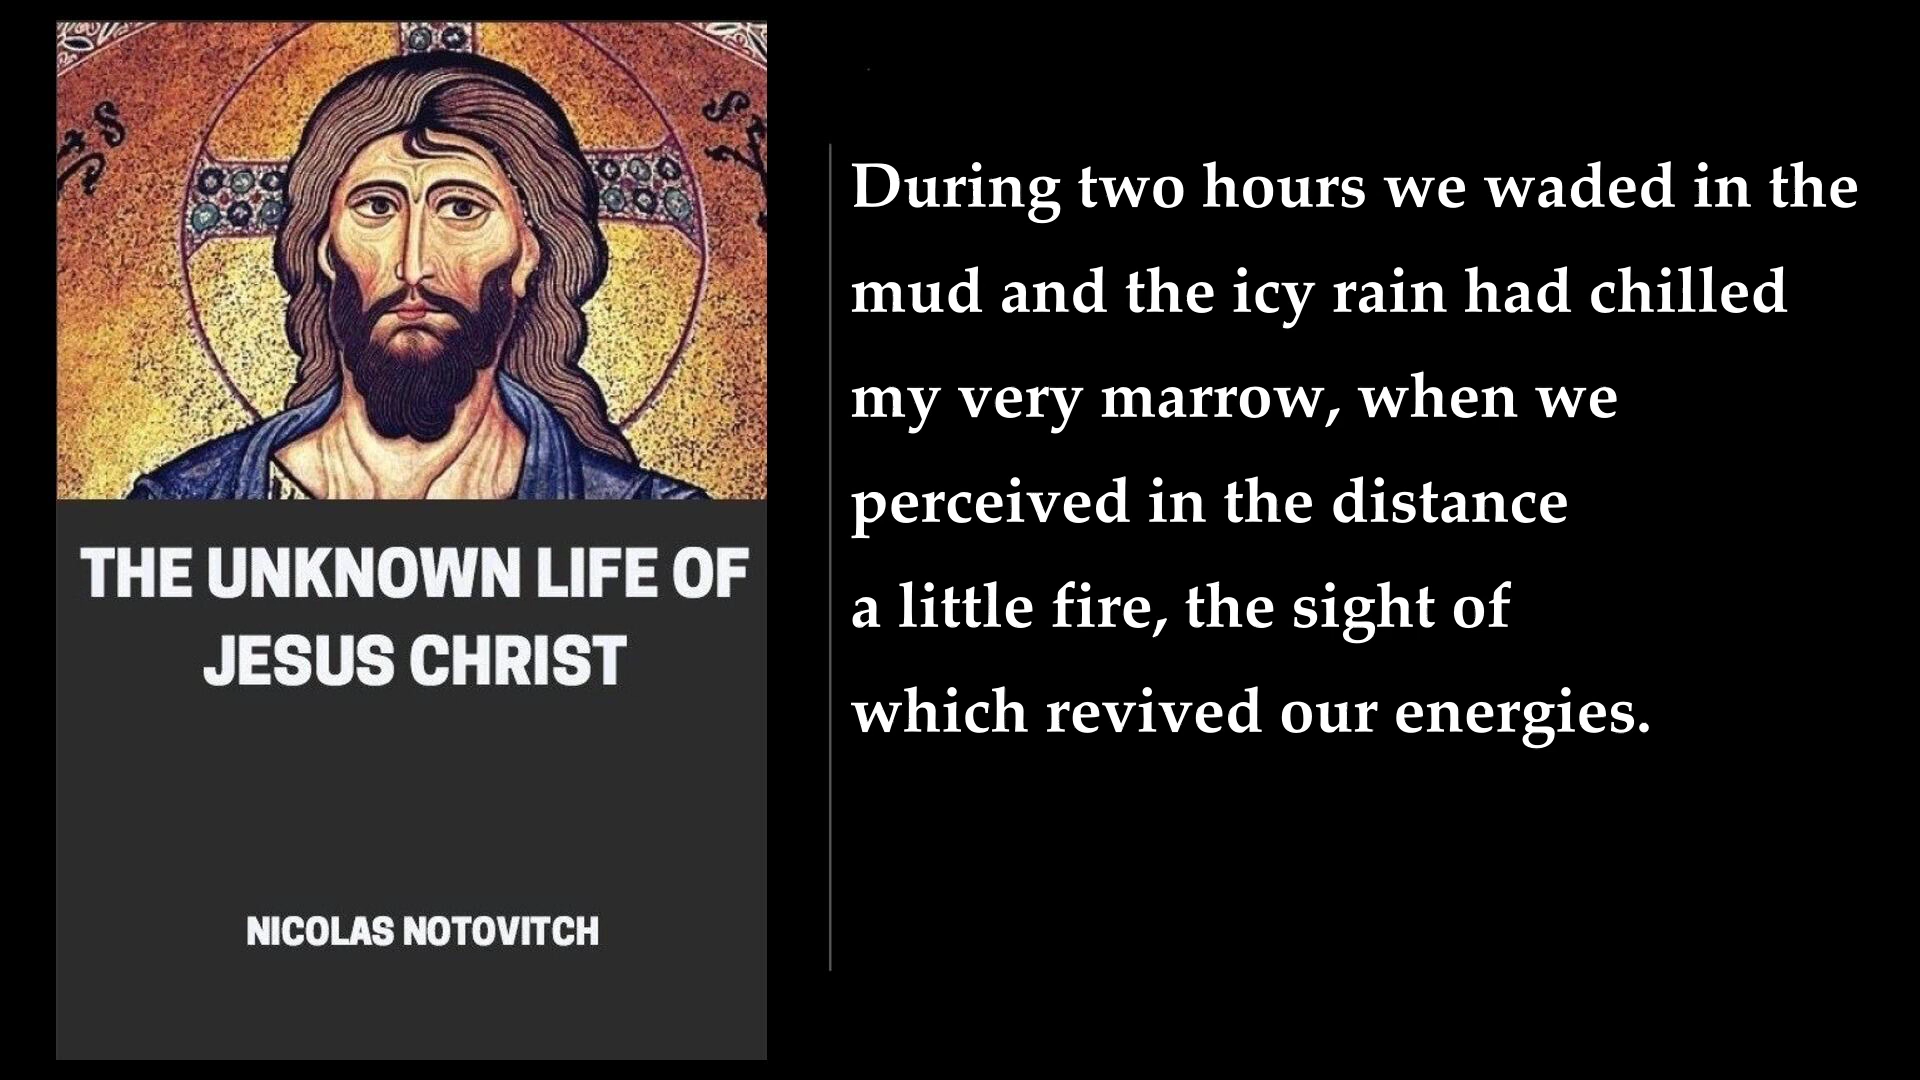 THE UNKNOWN LIFE OF
JESUS CHRIST
NICOLAS NOTOVITCH
During two hours we waded in the
mud and the icy rain had chilled
my very marrow, when we
perceived in the distance
a little fire, the sight of
which revived our energies.